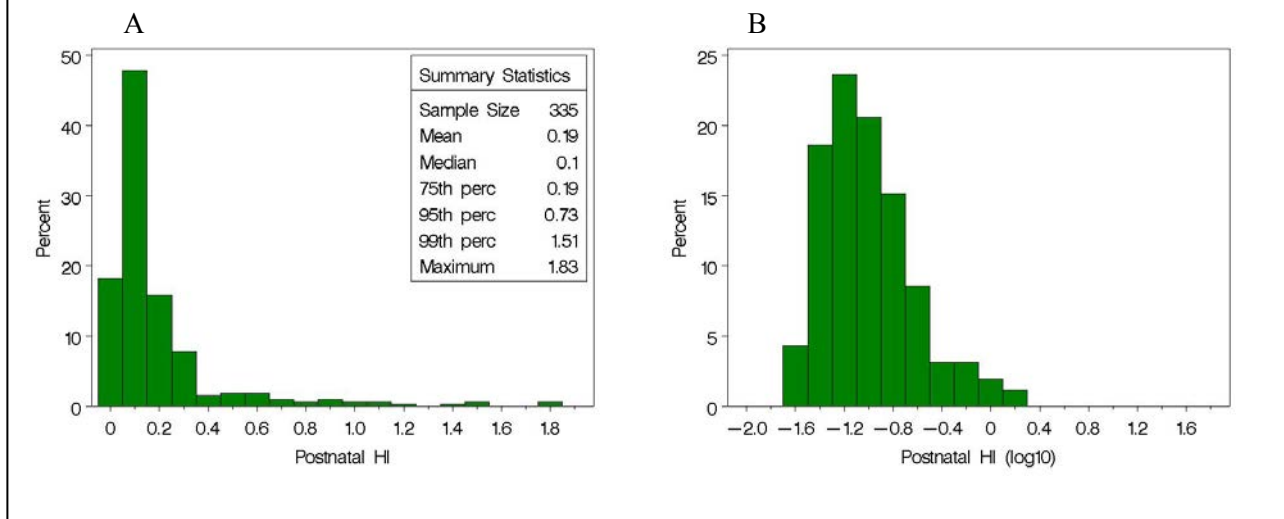 A
50
40
30
20
10
0
Percent
Summary Statistics
Sample Size 335
Mean 0.19
Median 0.1
75th perc 0.19
95th perc 0.73
99th perc 1.51
Maximum 1.83
0 0.2 0.4 0.6 0.8 1.0 1.2 1.4 1.6 1.8
Postnatal HI
B
25
20
15
10
5
0
Percent
−2.0 −1.6 −1.2 −0.8 −0.4 0 0.4 0.8 1.2 1.6
Postnatal HI (log10)